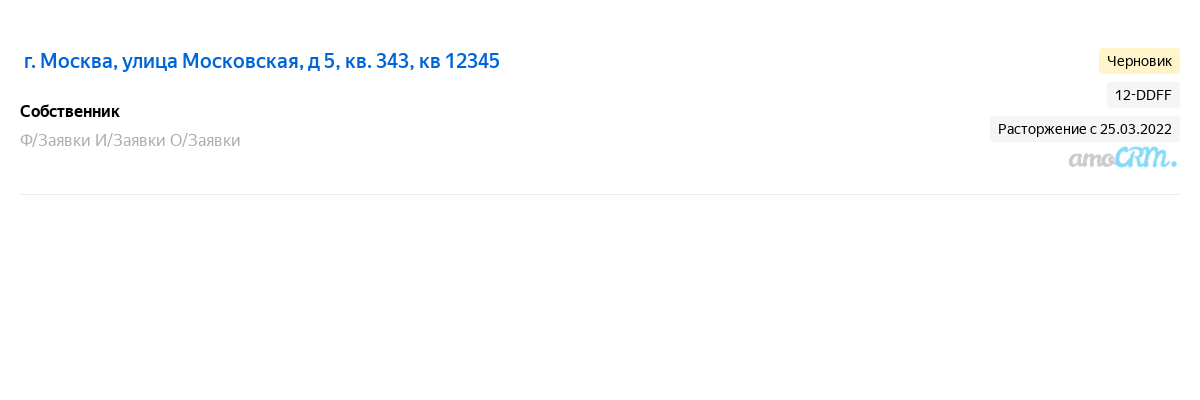 г. Москва, улица Московская, д 5, кв. 343, кв 12345
Черновик
12-DDFF
Собственник
Расторжение с 25.03.2022
Ф/Заявки И/Заявки О/Заявки
amoCRM.